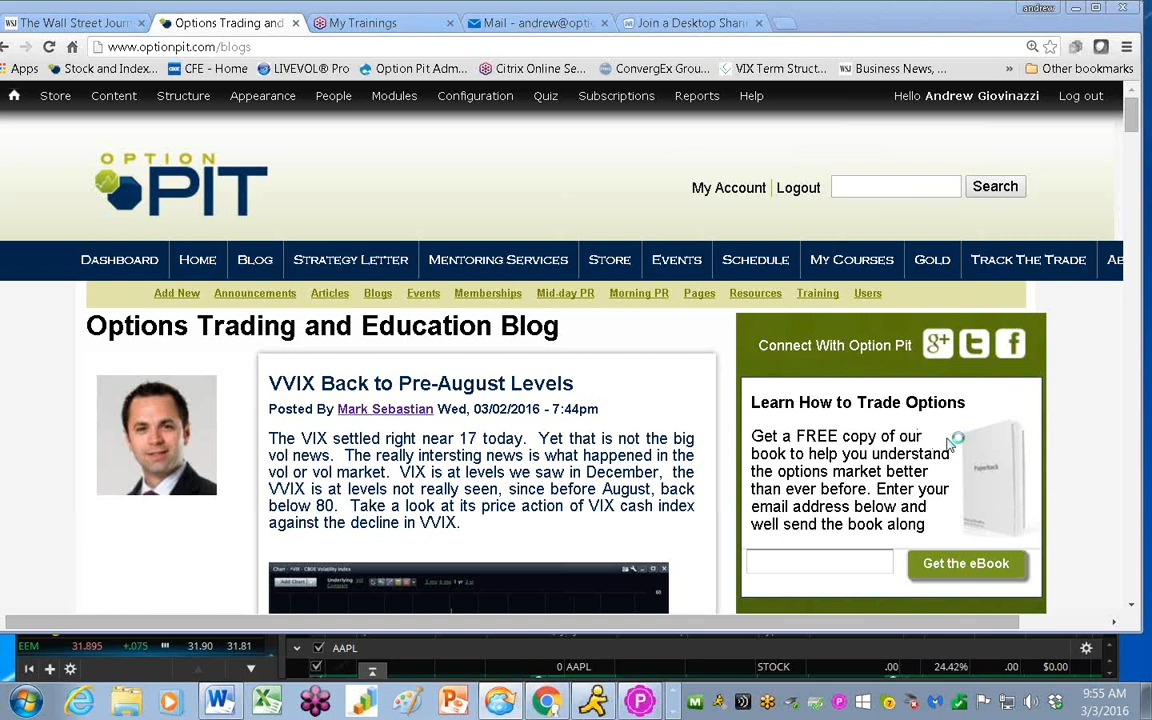 andrew
The Wall Street Jour
Options Trading and
My Trainings
Mail - andrew@optio
Join a Desktop Shari
www.optionpit.com/blogs
Apps
Stock and Index...
CFE - Home
LIVEVOL® Pro
Option Pit Adm...
Citrix Online Se...
ConvergEx Grou...
VIX Term Struct...
Business News, ...
»
Other bookmarks
Store
Content
Structure
Appearance
People
Modules
Configuration
Quiz
Subscriptions
Reports
Help
Hello Andrew Giovinazzi
Log out
OPTION
PIT
My Account
Logout
Search
DASHBOARD
HOME
BLOG
STRATEGY LETTER
MENTORING SERVICES
STORE
EVENTS
SCHEDULE
MY COURSES
GOLD
TRACK THE TRADE
AB
Add New
Announcements
Articles
Blogs
Events
Memberships
Mid-day PR
Morning PR
Pages
Resources
Training
Users
Options Trading and Education Blog
VVIX Back to Pre-August Levels
Posted By Mark Sebastian Wed, 03/02/2016 - 7:44pm
The VIX settled right near 17 today. Yet that is not the big
vol news. The really intersting news is what happened in the
vol or vol market. VIX is at levels we saw in December, the
VVIX is at levels not really seen, since before August, back
below 80. Take a look at its price action of VIX cash index
against the decline in VVIX.
Connect With Option Pit
Learn How to Trade Options
Get a FREE copy of our
book to help you understand
the options market better
than ever before. Enter your
email address below and
well send the book along
Paperback
Get the eBook
Add Chart
Underlying
EEM
31.895
+.075
31.90
31.81
AAPL
0 AAPL
STOCK
.00
24.42%
.00
$0.00
9:55 AM
3/3/2016